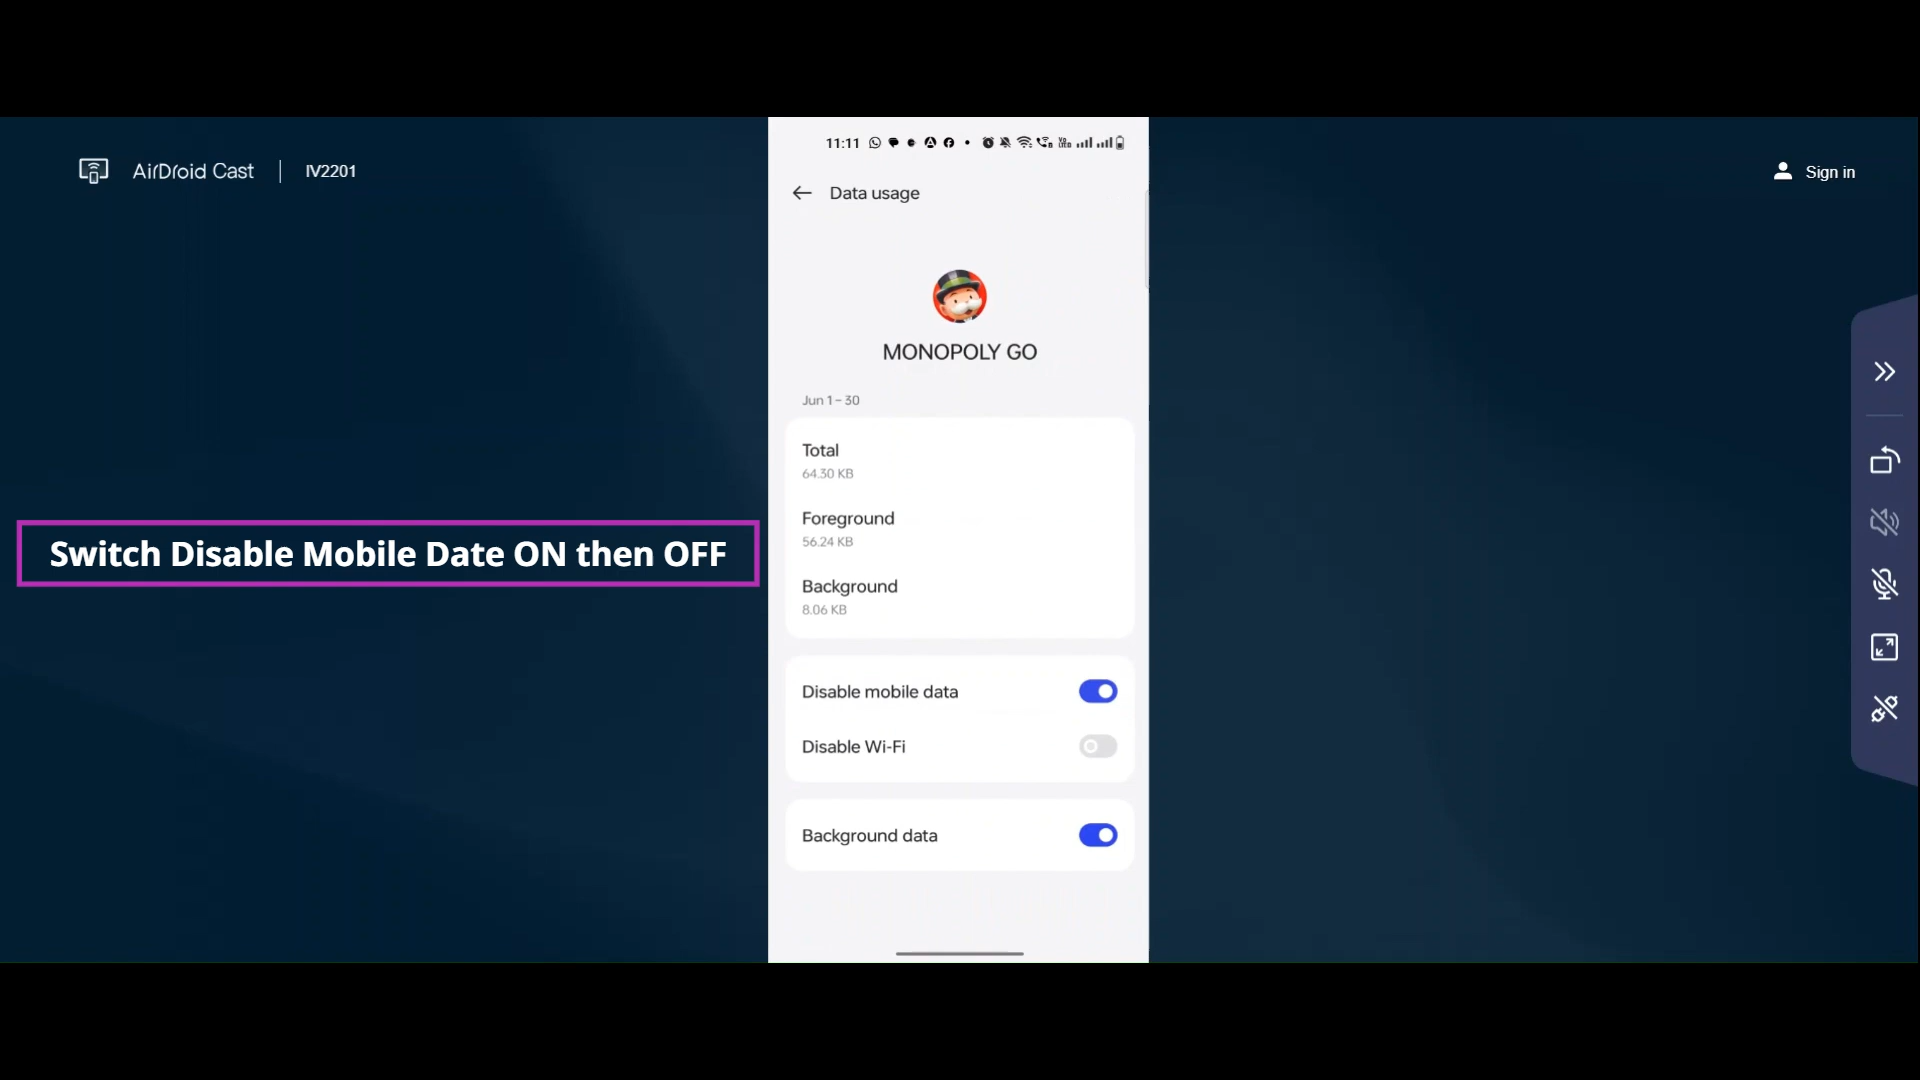 11:11
AirDroid Cast | IV2201
Sign in
Data usage
MONOPOLY GO
Jun 1 – 30
Total
64.30 KB
Foreground
56.24 KB
Background
8.06 KB
Switch Disable Mobile Date ON then OFF
Disable mobile data
Disable Wi-Fi
Background data